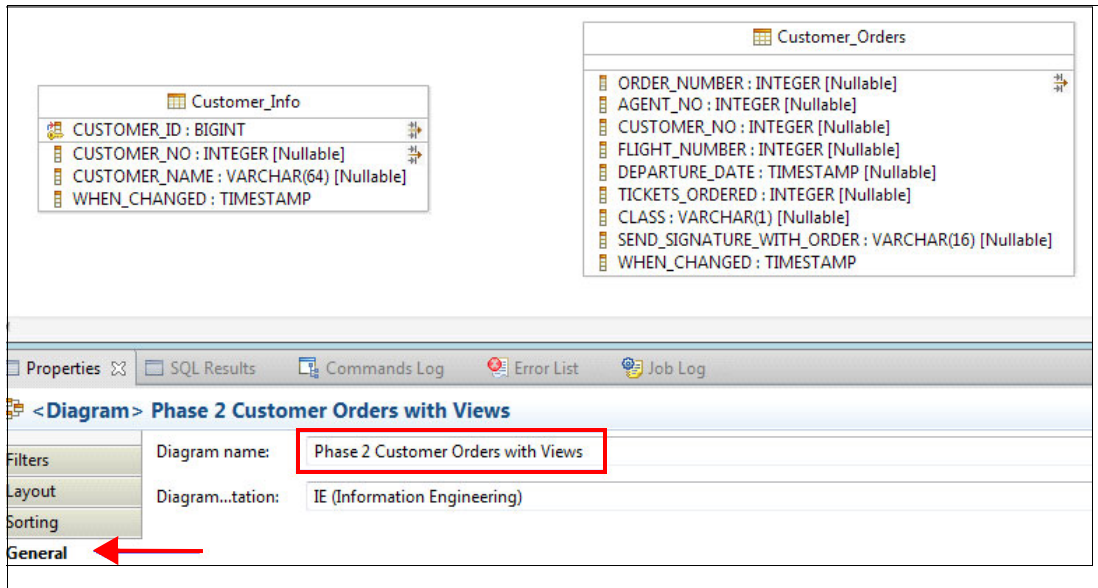 Customer_Info
CUSTOMER_ID : BIGINT
CUSTOMER_NO : INTEGER [Nullable]
CUSTOMER_NAME : VARCHAR(64) [Nullable]
WHEN_CHANGED : TIMESTAMP
Customer_Orders
ORDER_NUMBER : INTEGER [Nullable]
AGENT_NO : INTEGER [Nullable]
CUSTOMER_NO : INTEGER [Nullable]
FLIGHT_NUMBER : INTEGER [Nullable]
DEPARTURE_DATE : TIMESTAMP [Nullable]
TICKETS_ORDERED : INTEGER [Nullable]
CLASS : VARCHAR(1) [Nullable]
SEND_SIGNATURE_WITH_ORDER : VARCHAR(16) [Nullable]
WHEN_CHANGED : TIMESTAMP
Properties SQL Results Commands Log Error List Job Log
<Diagram> Phase 2 Customer Orders with Views
Filters
Layout
Sorting
General
Diagram name: Phase 2 Customer Orders with Views
Diagram...tation: IE (Information Engineering)